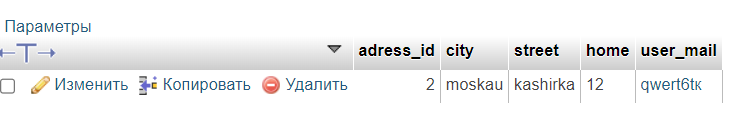 Параметры
←T→ adress_id city street home user_mail
Изменить Копировать Удалить 2 moskau kashirka 12 qwert6tк